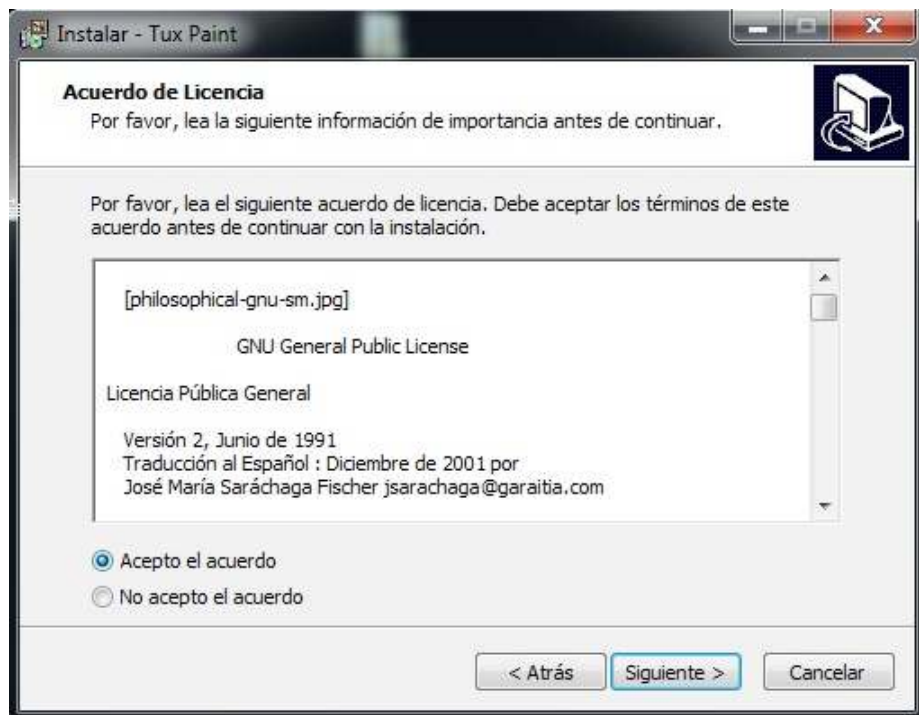 Instalar - Tux Paint
Acuerdo de Licencia
Por favor, lea la siguiente información de importancia antes de continuar.
Por favor, lea el siguiente acuerdo de licencia. Debe aceptar los términos de este
acuerdo antes de continuar con la instalación.
[philosophical-gnu-sm.jpg]
GNU General Public License
Licencia Pública General
Versión 2, Junio de 1991
Traducción al Español : Diciembre de 2001 por
José María Saráchaga Fischer jsarachaga@garaitia.com
Acepto el acuerdo
No acepto el acuerdo
< Atrás Siguiente > Cancelar